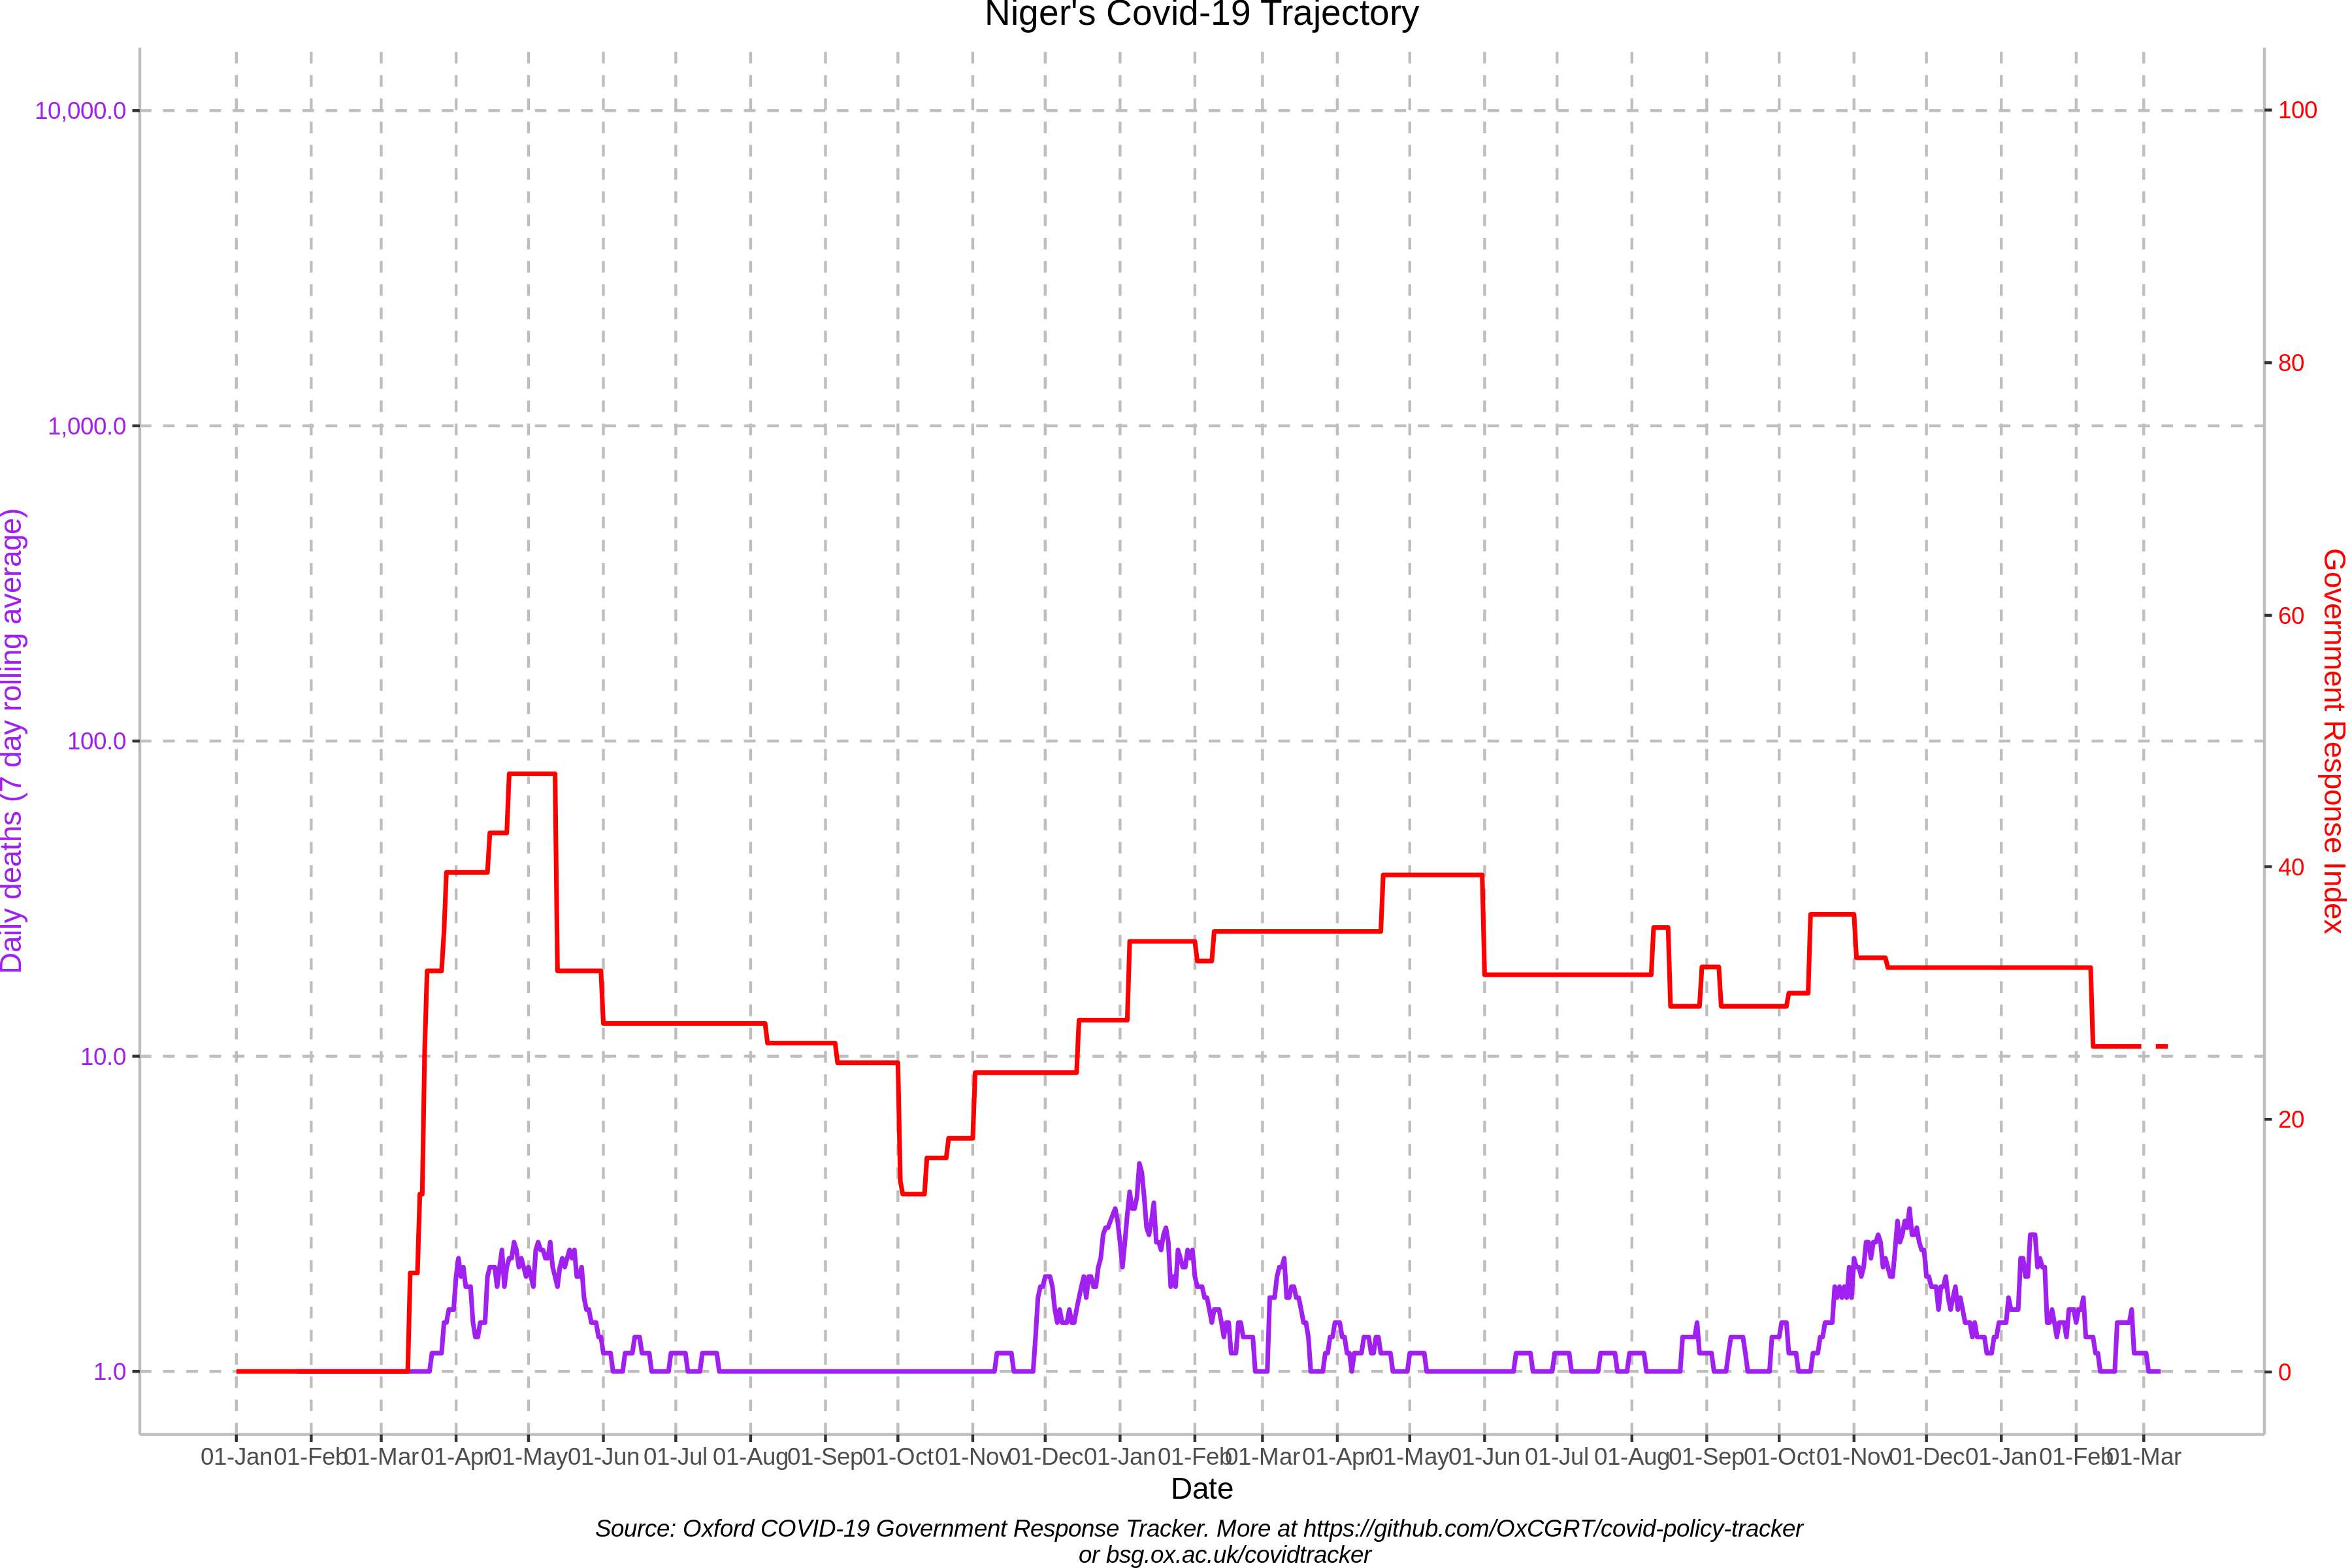 Niger's Covid-19 Trajectory
10,000.0
1,000.0
100.0
10.0
1.0
Daily deaths (7 day rolling average)
100
80
60
40
20
0
Government Response Index
01-Jan 01-Feb 01-Mar 01-Apr 01-May 01-Jun 01-Jul 01-Aug 01-Sep 01-Oct 01-Nov 01-Dec 01-Jan 01-Feb 01-Mar 01-Apr 01-May 01-Jun 01-Jul 01-Aug 01-Sep 01-Oct 01-Nov 01-Dec 01-Jan 01-Feb 01-Mar
Date
Source: Oxford COVID-19 Government Response Tracker. More at https://github.com/OxCGRT/covid-policy-tracker
or bsg.ox.ac.uk/covidtracker